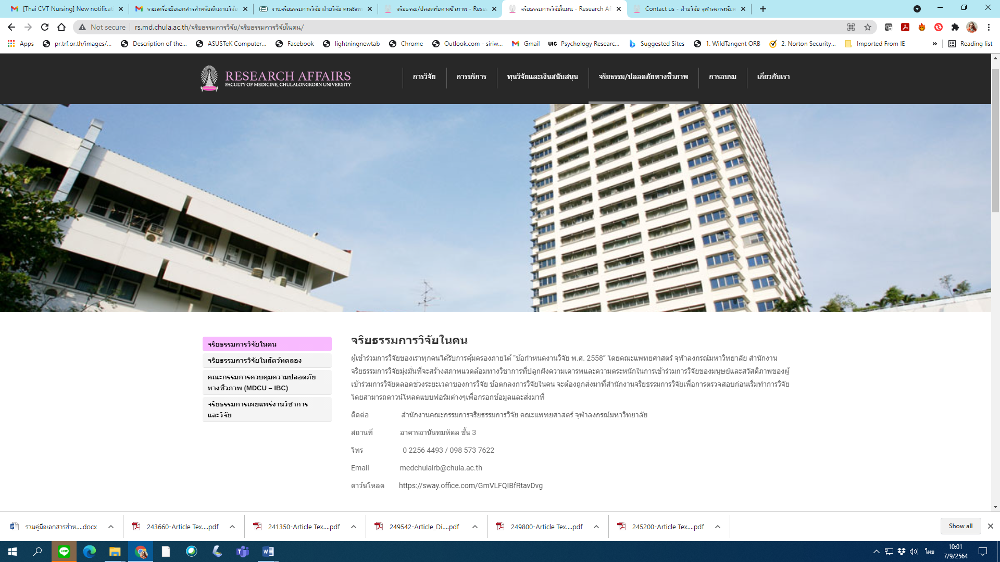 [Thai CVT Nursing] New notificat
รวมเครื่องมือเอกสารสำหรับเดินงานวิจัย
งานจริยธรรมการวิจัย ฝ่ายวิจัย คณะแพ
จริยธรรม/ปลอดภัยทางชีวภาพ - Resea
จริยธรรมการวิจัยในคน - Research Af
Contact us - ฝ่ายวิจัย จุฬาลงกรณ์มห
Not secure
rs.md.chula.ac.th/จริยธรรมการวิจัย/จริยธรรมการวิจัยในคน/
Apps
pr.trf.or.th/images/...
Description of the...
ASUSTeK Computer...
Facebook
lightningnewtab
Chrome
Outlook.com - siriw...
Gmail
UIC Psychology Researc...
Suggested Sites
1. WildTangent ORB
2. Norton Security...
Imported From IE
»
Reading list
RESEARCH AFFAIRS
FACULTY OF MEDICINE, CHULALONGKORN UNIVERSITY
การวิจัย
การบริการ
ทุนวิจัยและเงินสนับสนุน
จริยธรรม/ปลอดภัยทางชีวภาพ
การอบรม
เกี่ยวกับเรา
จริยธรรมการวิจัยในคน
จริยธรรมการวิจัยในสัตว์ทดลอง
คณะกรรมการควบคุมความปลอดภัย
ทางชีวภาพ (MDCU – IBC)
จริยธรรมการเผยแพร่งานวิชาการ
และวิจัย
จริยธรรมการวิจัยในคน
ผู้เข้าร่วมการวิจัยของเราทุกคนได้รับการคุ้มครองภายใต้ “ข้อกำหนดงานวิจัย พ.ศ. 2558” โดยคณะแพทยศาสตร์ จุฬาลงกรณ์มหาวิทยาลัย สำนักงาน
จริยธรรมการวิจัยมุ่งมั่นที่จะสร้างสภาพแวดล้อมทางวิชาการที่ปลูกฝังความเคารพและความตระหนักในการเข้าร่วมการวิจัยของมนุษย์และสวัสดิภาพของผู้
เข้าร่วมการวิจัยตลอดช่วงระยะเวลาของการวิจัย ข้อตกลงการวิจัยในคน จะต้องถูกส่งมาที่สำนักงานจริยธรรมการวิจัยเพื่อการตรวจสอบก่อนเริ่มทำการวิจัย
โดยสามารถดาวน์โหลดแบบฟอร์มต่างๆเพื่อกรอกข้อมูลและส่งมาที่
ติดต่อ สำนักงานคณะกรรมการจริยธรรมการวิจัย คณะแพทยศาสตร์ จุฬาลงกรณ์มหาวิทยาลัย
สถานที่ อาคารอานันทมหิดล ชั้น 3
โทร 0 2256 4493 / 098 573 7622
Email medchulairb@chula.ac.th
ดาว์นโหลด https://sway.office.com/GmVLFQIBfRtavDvg
รวมคู่มือเอกสารสำห....docx
243660-Article Tex....pdf
241350-Article Tex....pdf
249542-Article_Di....pdf
249800-Article Tex....pdf
245200-Article Tex....pdf
Show all
LINE
ไทย
10:01
7/9/2564